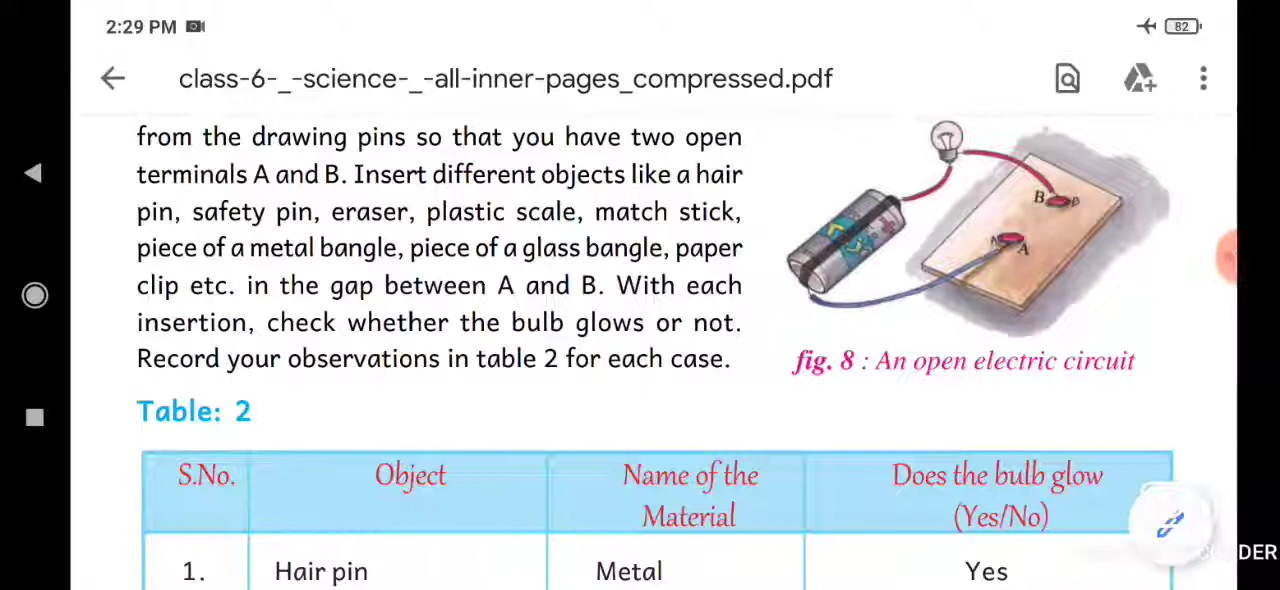 2:29 PM
82
class-6-_-science-_-all-inner-pages_compressed.pdf
from the drawing pins so that you have two open
terminals A and B. Insert different objects like a hair
pin, safety pin, eraser, plastic scale, match stick,
piece of a metal bangle, piece of a glass bangle, paper
clip etc. in the gap between A and B. With each
insertion, check whether the bulb glows or not.
Record your observations in table 2 for each case.
B
A
fig. 8 : An open electric circuit
Table: 2
S.No. Object Name of the Material Does the bulb glow (Yes/No)
1. Hair pin Metal Yes
DER